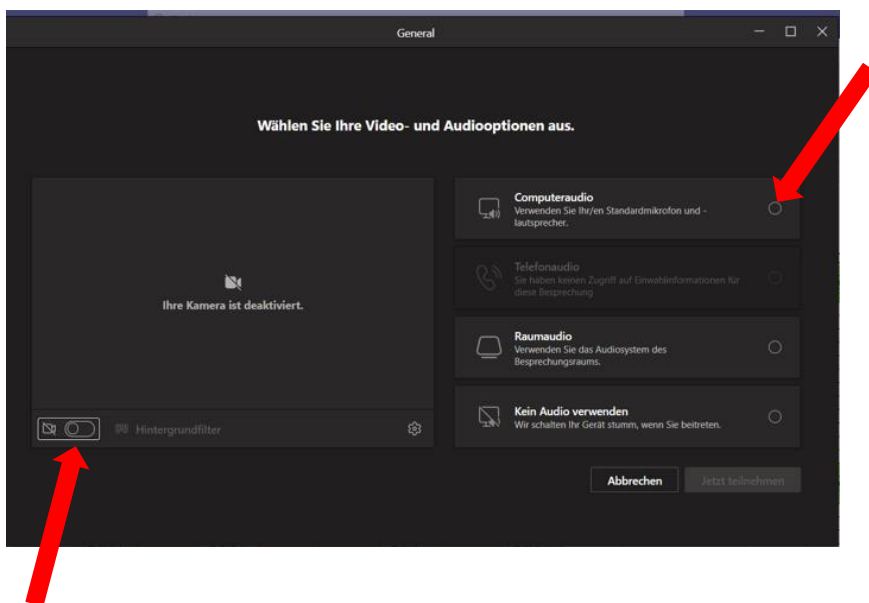 General
Wählen Sie Ihre Video- und Audiooptionen aus.
Ihre Kamera ist deaktiviert.
Hintergrundfilter
Computeraudio
Verwenden Sie Ihr/en Standardmikrofon und -
lautsprecher.
Telefonaudio
Sie haben keinen Zugriff auf Einwahlinformationen für
diese Besprechung
Raumaudio
Verwenden Sie das Audiosystem des
Besprechungsraums.
Kein Audio verwenden
Wir schalten Ihr Gerät stumm, wenn Sie beitreten.
Abbrechen
Jetzt teilnehmen